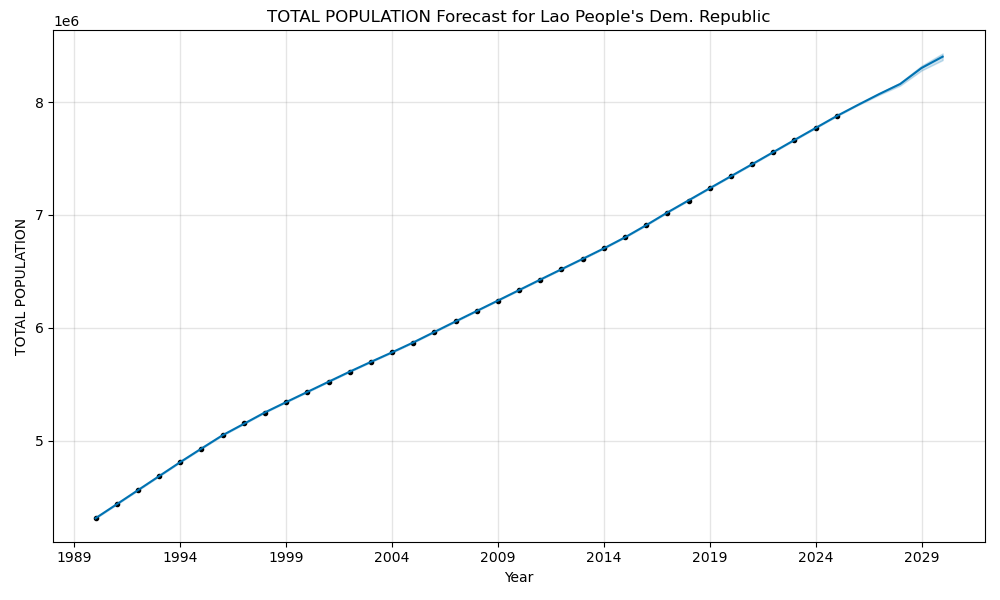 TOTAL POPULATION Forecast for Lao People's Dem. Republic
1e6
8
7
6
5
TOTAL POPULATION
1989 1994 1999 2004 2009 2014 2019 2024 2029
Year